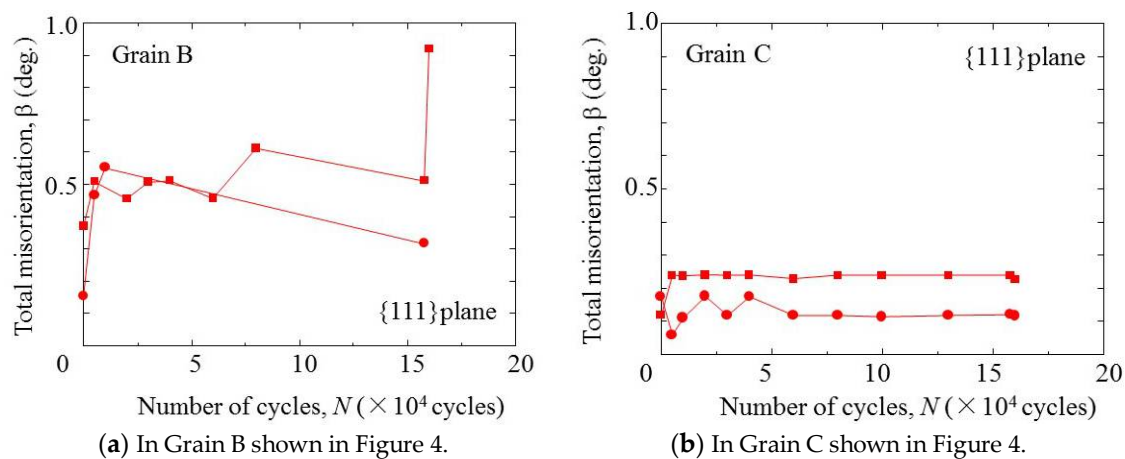 1.0
Grain B
Total misorientation, β (deg.)
0.5
{111}plane
0 5 10 15 20
Number of cycles, N (×10⁴ cycles)
(a) In Grain B shown in Figure 4.
1.0
Grain C {111}plane
Total misorientation, β (deg.)
0.5
0 5 10 15 20
Number of cycles, N (×10⁴ cycles)
(b) In Grain C shown in Figure 4.